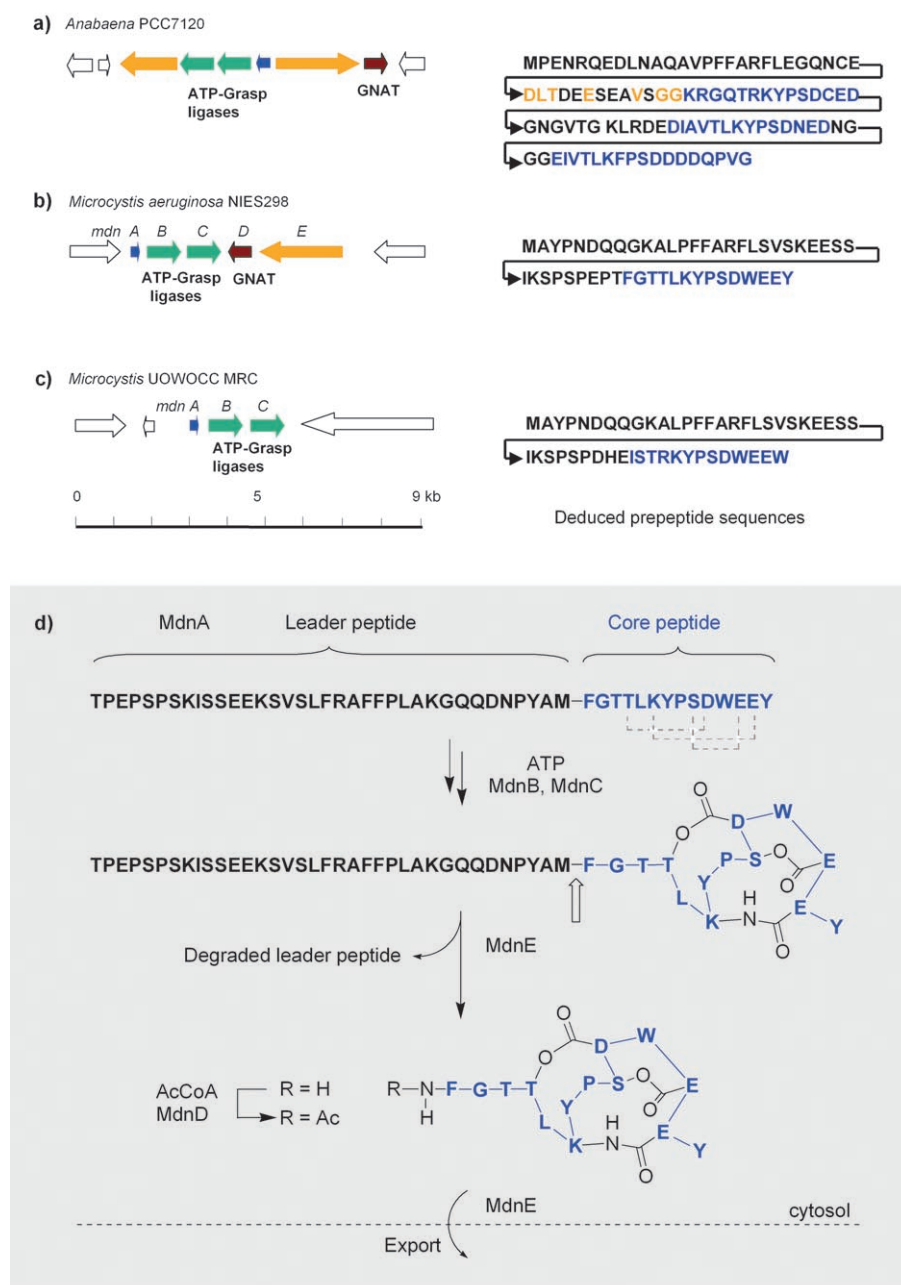 a) Anabaena PCC7120
ATP-Grasp
ligases
GNAT
MPENRQEDLNAQAVPFFARFLEGQNCE
DLTDEESEAVSGGKRGQTRKYPSDCED
GNGVTG KLRDEDIAVTLKYPSDNEDNG
GGEIVTLKFPSDDDDQPVG
b) Microcystis aeruginosa NIES298
mdn A B C D E
ATP-Grasp
ligases
GNAT
MAYPNDQQGKALPFFARFLSVSKEESS
IKSPSPEPTFGTTLKYPSDWEEY
c) Microcystis UOWOCC MRC
mdn A B C
ATP-Grasp
ligases
MAYPNDQQGKALPFFARFLSVSKEESS
IKSPSPDHEISTRKYPSDWEEW
0 5 9 kb
Deduced prepeptide sequences
d) MdnA Leader peptide Core peptide
TPEPSPSKISSEEKSVSLFRAFFPLAKGQQDNPYAM–FGTTLKYPSDWEEY
ATP
MdnB, MdnC
TPEPSPSKISSEEKSVSLFRAFFPLAKGQQDNPYAM–F–G–T–T
O
O
D
W
P
S
O
O
E
Y
L
K
H
N
O
E
Y
MdnE
Degraded leader peptide
AcCoA
MdnD
R = H
R = Ac
R–N–F–G–T–T
H
O
O
D
W
P
S
O
O
E
Y
L
K
H
N
O
E
Y
MdnE
cytosol
Export